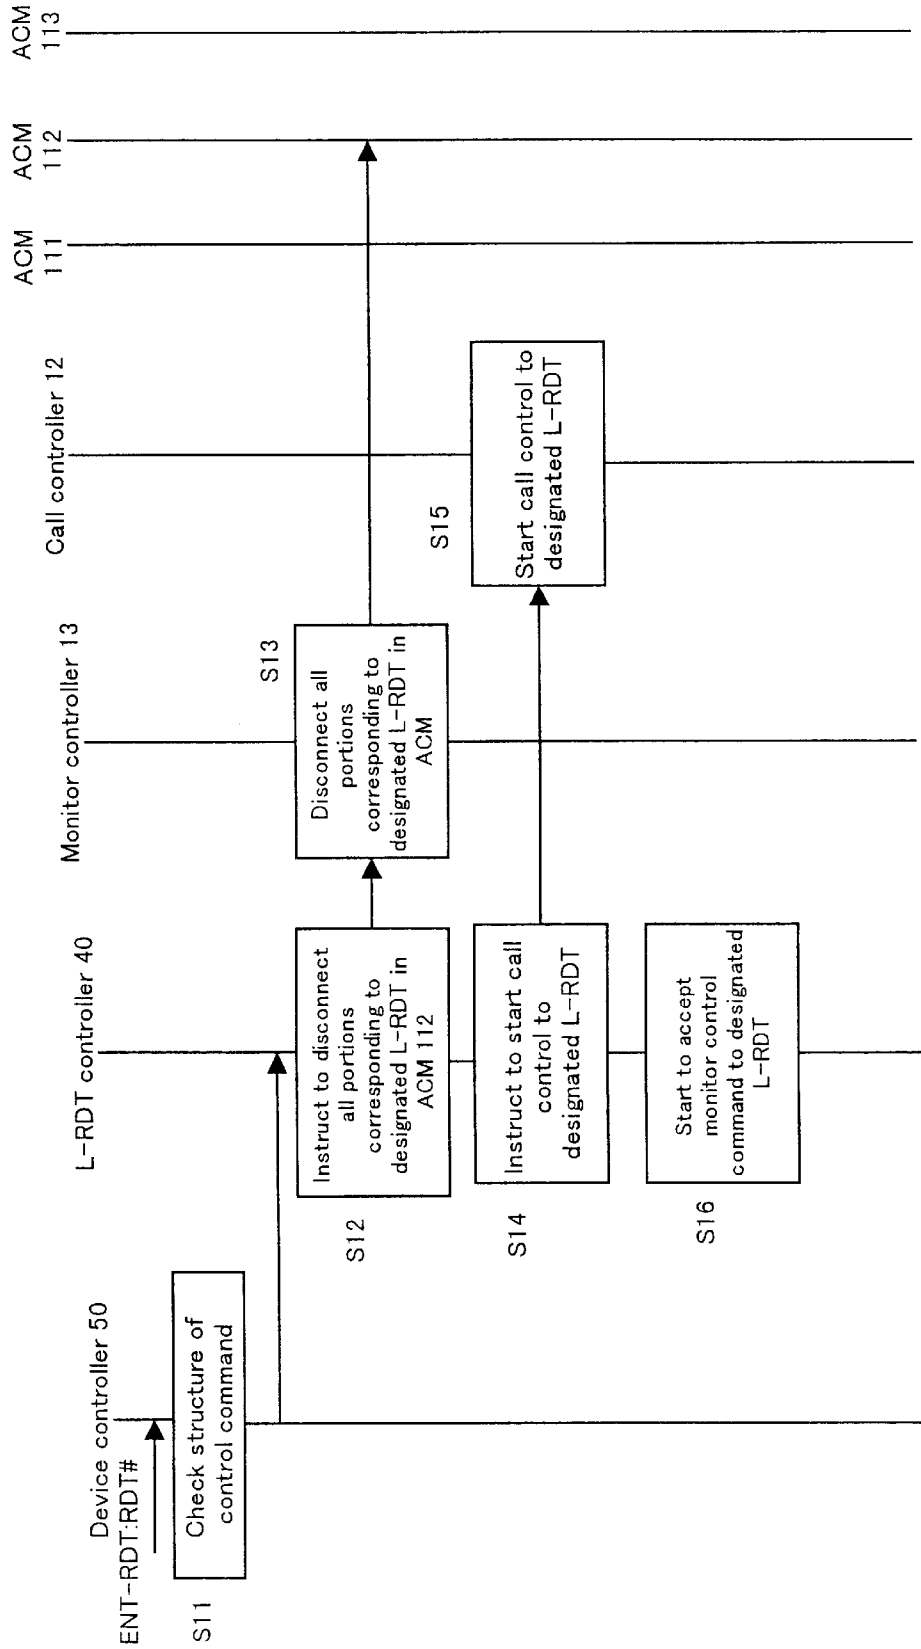 Device controller 50
ENT-RDT:RDT#
L-RDT controller 40
Monitor controller 13
Call controller 12
ACM
111
ACM
112
ACM
113
S11
Check structure of
control command
S12
Instruct to disconnect
all portions
corresponding to
designated L-RDT in
ACM 112
S13
Disconnect all
portions
corresponding to
designated L-RDT in
ACM
S14
Instruct to start call
control to
designated L-RDT
S15
Start call control to
designated L-RDT
S16
Start to accept
monitor control
command to designated
L-RDT